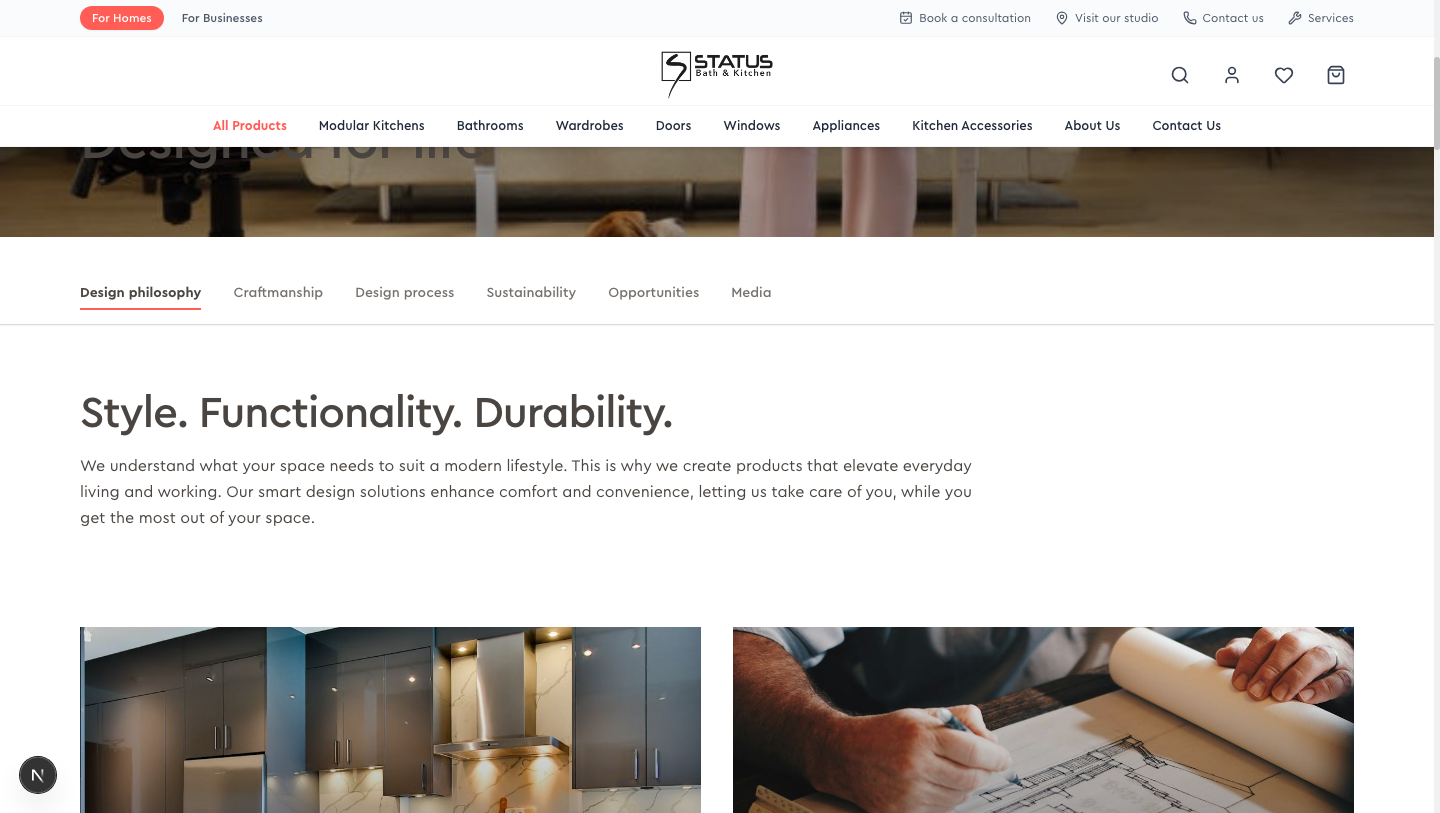 For Homes
For Businesses
Book a consultation
Visit our studio
Contact us
Services
STATUS
Bath & Kitchen
All Products
Modular Kitchens
Bathrooms
Wardrobes
Doors
Windows
Appliances
Kitchen Accessories
About Us
Contact Us
Designed for life
Design philosophy
Craftmanship
Design process
Sustainability
Opportunities
Media
Style. Functionality. Durability.
We understand what your space needs to suit a modern lifestyle. This is why we create products that elevate everyday
living and working. Our smart design solutions enhance comfort and convenience, letting us take care of you, while you
get the most out of your space.
N